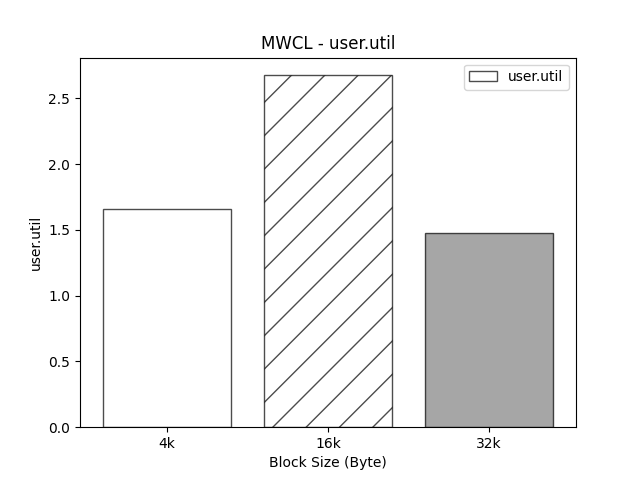 MWCL - user.util
user.util
2.5
2.0
1.5
1.0
0.5
0.0
user.util
4k
16k
32k
Block Size (Byte)